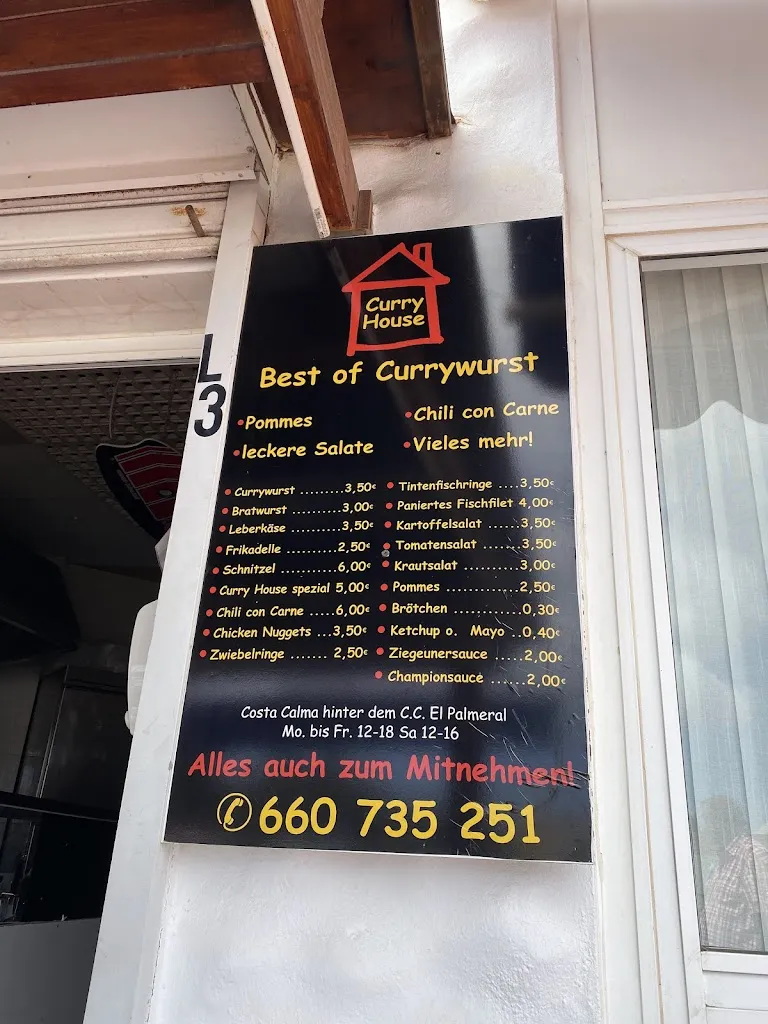 L
3
Curry
House
Best of Currywurst
•Pommes
•leckere Salate
•Chili con Carne
•Vieles mehr!
• Currywurst ........3,50€
• Bratwurst ..........3,00€
• Leberkäse ..........3,50€
• Frikadelle ..........2,50€
• Schnitzel ...........6,00€
• Curry House spezial 5,00€
• Chili con Carne .....6,00€
• Chicken Nuggets ...3,50€
• Zwiebelringe ....... 2,50€
• Tintenfischringe ....3,50€
• Paniertes Fischfilet 4,00€
• Kartoffelsalat ......3,50€
• Tomatensalat .......3,50€
• Krautsalat ..........3,00€
• Pommes .............2,50€
• Brötchen ............0,30€
• Ketchup o. Mayo ..0,40€
• Ziegeunersauce .....2,00€
• Championsauce ......2,00€
Costa Calma hinter dem C.C. El Palmeral
Mo. bis Fr. 12-18 Sa 12-16
Alles auch zum Mitnehmen!
660 735 251